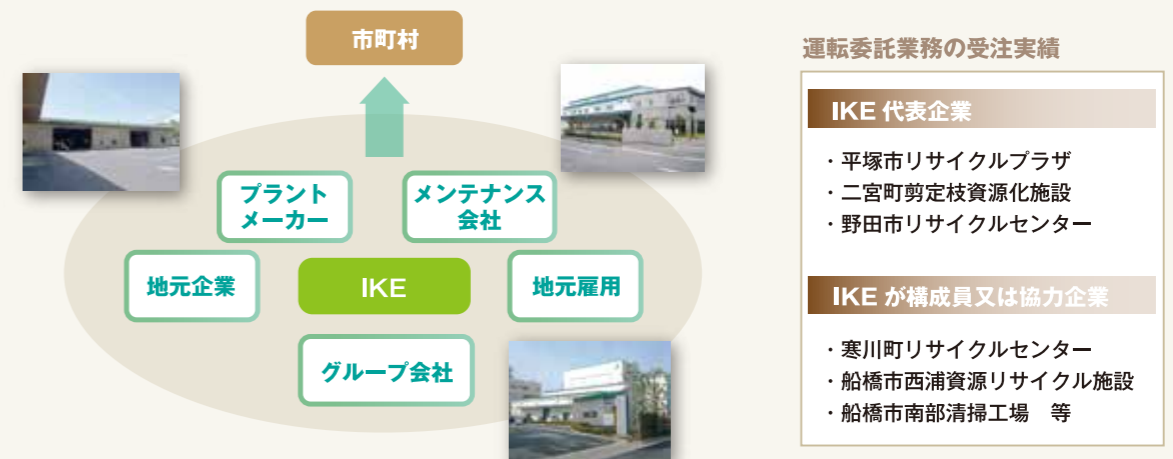 市町村
プラント
メーカー
メンテナンス
会社
地元企業
IKE
地元雇用
グループ会社
運転委託業務の受注実績
IKE 代表企業
・平塚市リサイクルプラザ
・二宮町剪定枝資源化施設
・野田市リサイクルセンター
IKE が構成員又は協力企業
・寒川町リサイクルセンター
・船橋市西浦資源リサイクル施設
・船橋市南部清掃工場　等